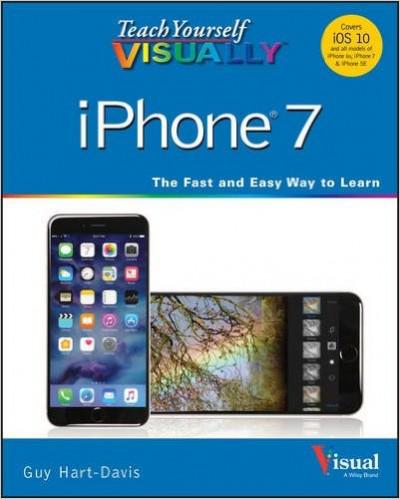 Teach Yourself
VISUALLY™
Covers
iOS 10
and all models of
iPhone 6s, iPhone 7
& iPhone SE
iPhone® 7
The Fast and Easy Way to Learn
Guy Hart-Davis
Visual
A Wiley Brand